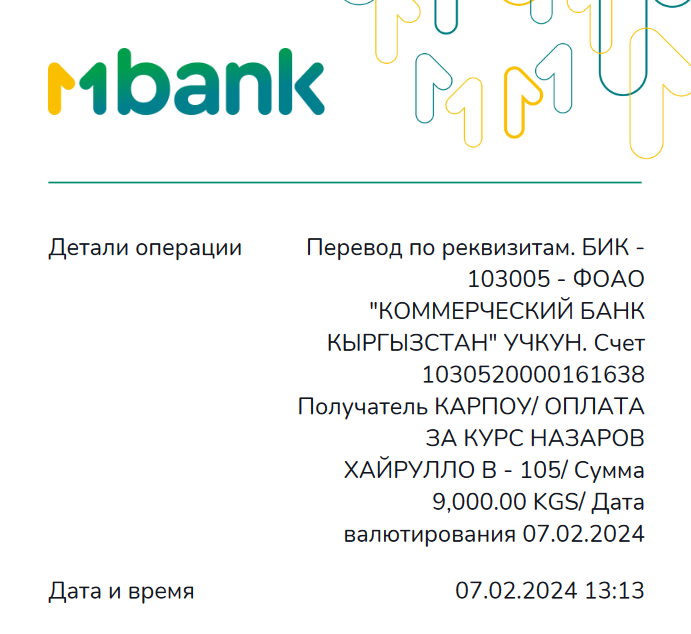 Mbank
Детали операции
Перевод по реквизитам. БИК -
103005 - ФОАО
"КОММЕРЧЕСКИЙ БАНК
КЫРГЫЗСТАН" УЧКУН. Счет
1030520000161638
Получатель КАРПОУ/ ОПЛАТА
ЗА КУРС НАЗАРОВ
ХАЙРУЛЛО В - 105/ Сумма
9,000.00 KGS/ Дата
валютирования 07.02.2024
Дата и время
07.02.2024 13:13